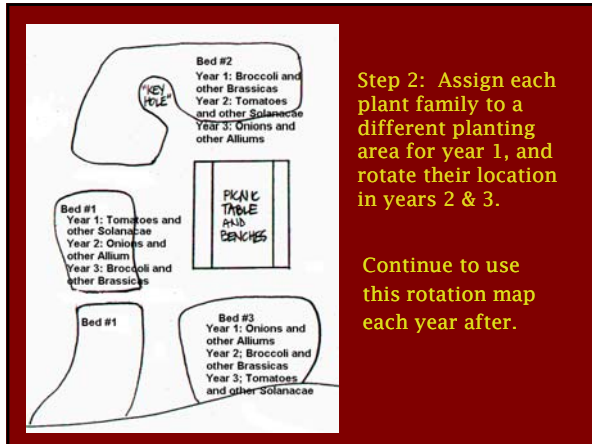 Bed #2
Year 1: Broccoli and
other Brassicas
Year 2: Tomatoes
and other Solanacae
Year 3: Onions and
other Alliums
"KEY
HOLE"
PICNIC
TABLE
AND
BENCHES
Bed #1
Year 1: Tomatoes and
other Solanacae
Year 2: Onions and
other Allium
Year 3: Broccoli and
other Brassicas
Bed #1
Bed #3
Year 1: Onions and
other Alliums
Year 2; Broccoli and
other Brassicas
Year 3; Tomatoes
and other Solanacae
Step 2: Assign each
plant family to a
different planting
area for year 1, and
rotate their location
in years 2 & 3.
Continue to use
this rotation map
each year after.